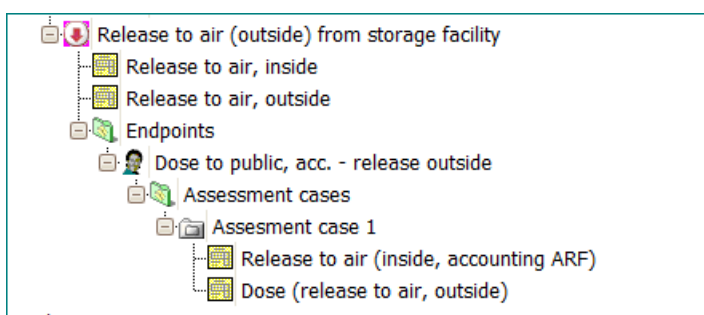 Release to air (outside) from storage facility
Release to air, inside
Release to air, outside
Endpoints
Dose to public, acc. - release outside
Assessment cases
Assesment case 1
Release to air (inside, accounting ARF)
Dose (release to air, outside)